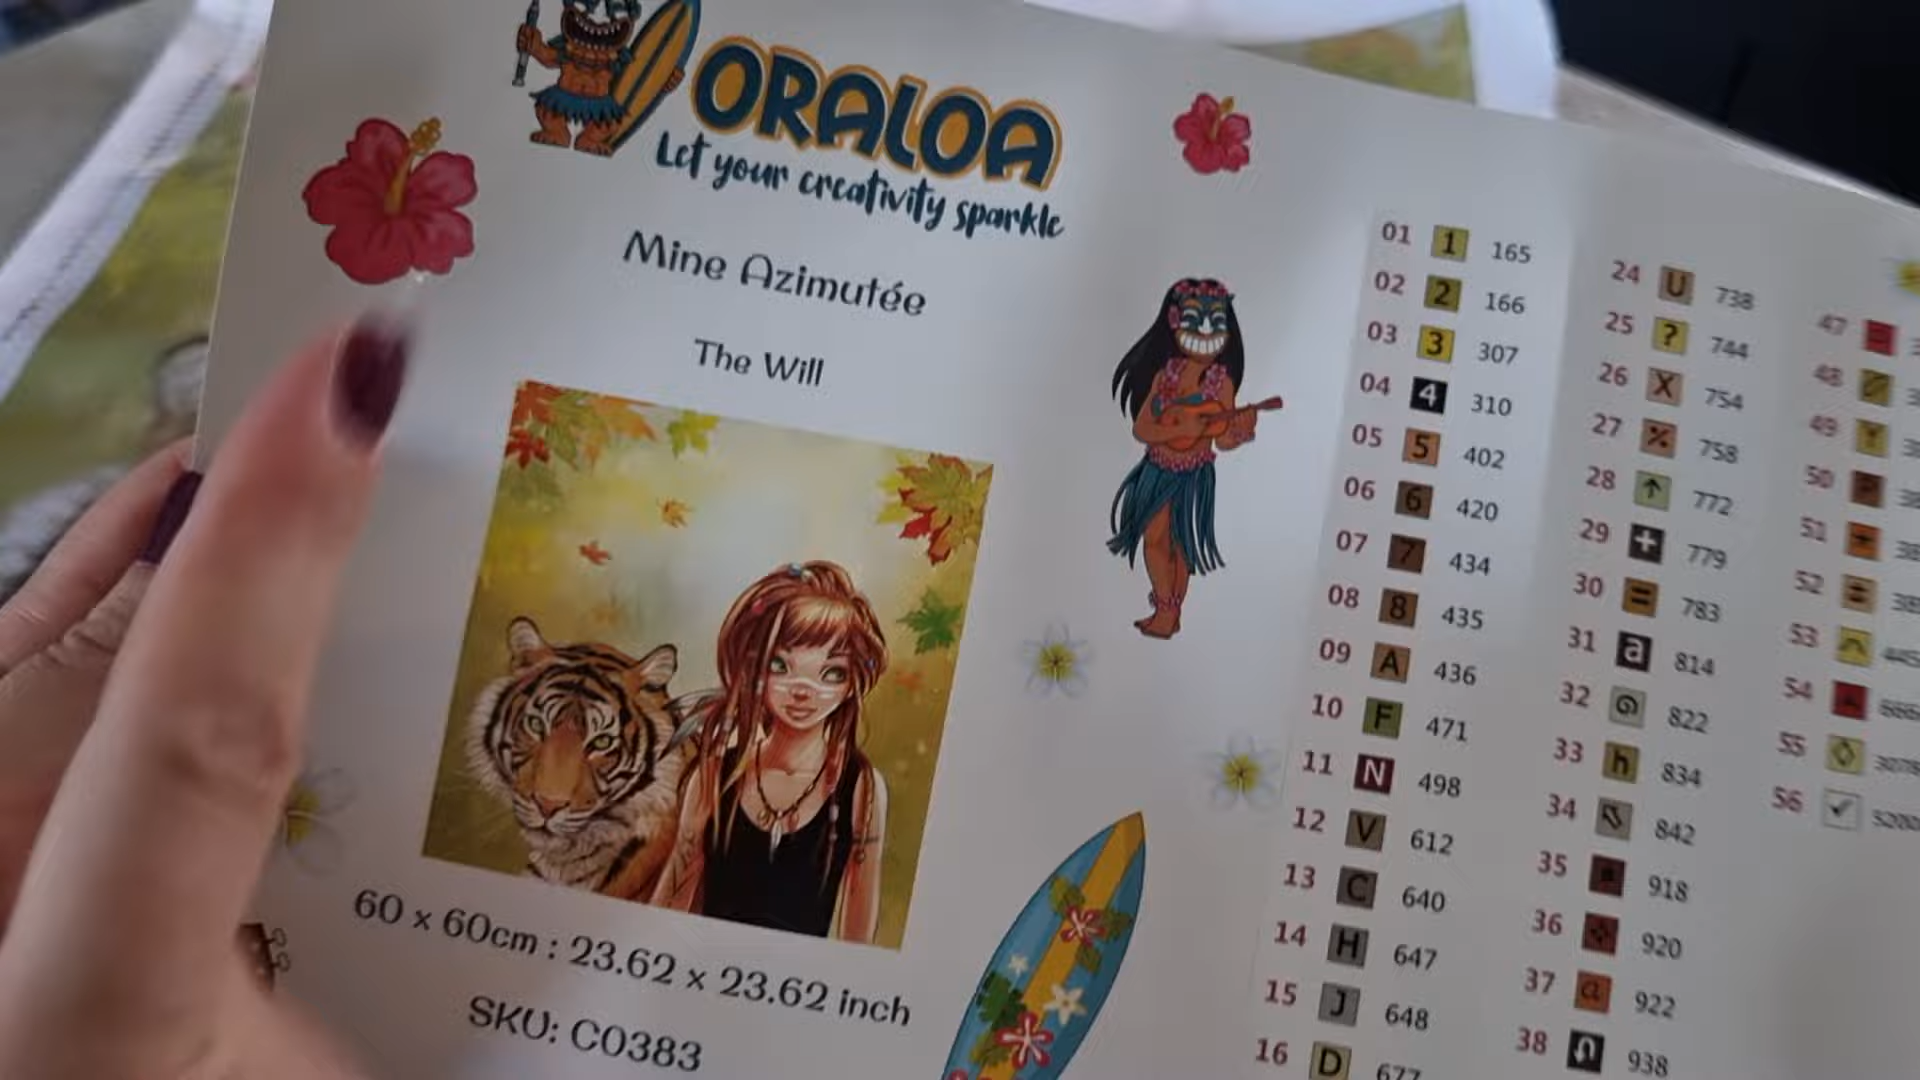 ORALOA
Let your creativity sparkle
Mine Azimutée
The Will
60 x 60cm : 23.62 x 23.62 inch
SKU: C0383
01 1 165
02 2 166
03 3 307
04 4 310
05 5 402
06 6 420
07 7 434
08 8 435
09 A 436
10 F 471
11 N 498
12 V 612
13 C 640
14 H 647
15 J 648
16 D 677
24 U 738
25 ? 744
26 X 754
27 % 758
28 ↑ 772
29 + 779
30 = 783
31 a 814
32 822
33 h 834
34 842
35 ■ 918
36 920
37 a 922
38 938
47
48
49
50
51
52
53
54
55
56 ✓